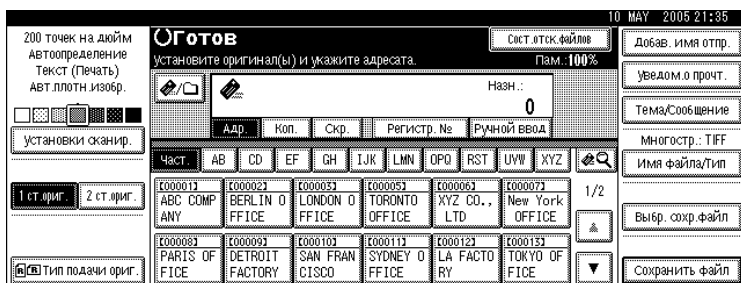 10 MAY 2005 21:35
200 точек на дюйм
Автоопределение
Текст (Печать)
Авт.плотн.изобр.
Установки сканир.
1 ст.ориг.
2 ст.ориг.
Тип подачи ориг.
Готов
Сост.отск.файлов
Установите оригинал(ы) и укажите адресата.
Пам.:100%
Назн.:
0
Адр.
Коп.
Скр.
Регистр. №
Ручной ввод
Част.
AB
CD
EF
GH
IJK
LMN
OPQ
RST
UVW
XYZ
[00001]
ABC COMP
ANY
[00002]
BERLIN O
FFICE
[00003]
LONDON O
FFICE
[00005]
TORONTO
OFFICE
[00006]
XYZ CO.,
LTD
[00007]
New York
OFFICE
1/2
[00008]
PARIS OF
FICE
[00009]
DETROIT
FACTORY
[00010]
SAN FRAN
CISCO
[00011]
SYDNEY O
FFICE
[00012]
LA FACTO
RY
[00013]
TOKYO OF
FICE
Добав. имя отпр.
Уведом.о прочт.
Тема/Сообщение
Многостр.: TIFF
Имя файла/Тип
Выбр. сохр.файл
Сохранить файл